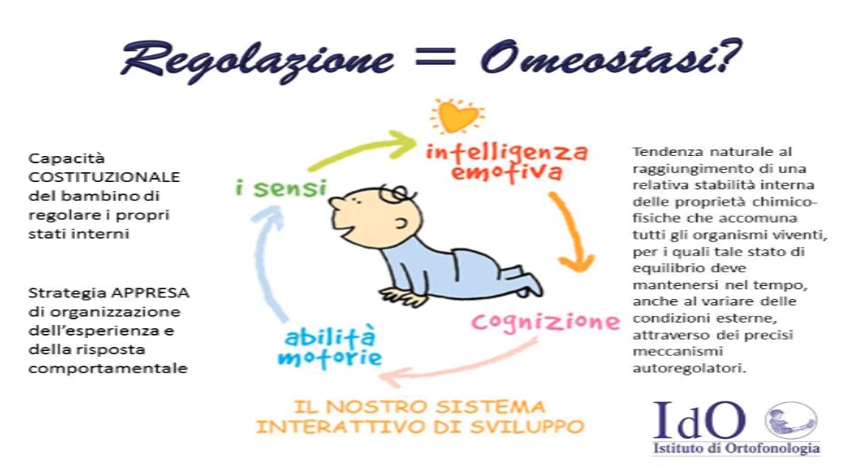 Regolazione = Omeostasi?
Capacità
COSTITUZIONALE
del bambino di
regolare i propri
stati interni
Strategia APPRESA
di organizzazione
dell'esperienza e
della risposta
comportamentale
i sensi
intelligenza
emotiva
cognizione
abilità
motorie
IL NOSTRO SISTEMA
INTERATTIVO DI SVILUPPO
Tendenza naturale al
raggiungimento di una
relativa stabilità interna
delle proprietà chimico-
fisiche che accomuna
tutti gli organismi viventi,
per i quali tale stato di
equilibrio deve
mantenersi nel tempo,
anche al variare delle
condizioni esterne,
attraverso dei precisi
meccanismi
autoregolatori.
IdO
Istituto di Ortofonologia